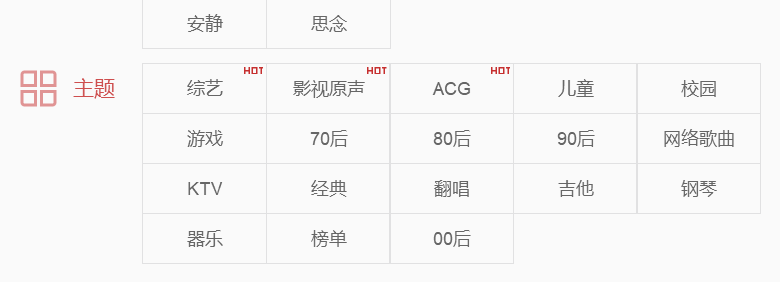 安静 思念
主题 综艺 HOT 影视原声 HOT ACG HOT 儿童 校园
游戏 70后 80后 90后 网络歌曲
KTV 经典 翻唱 吉他 钢琴
器乐 榜单 00后